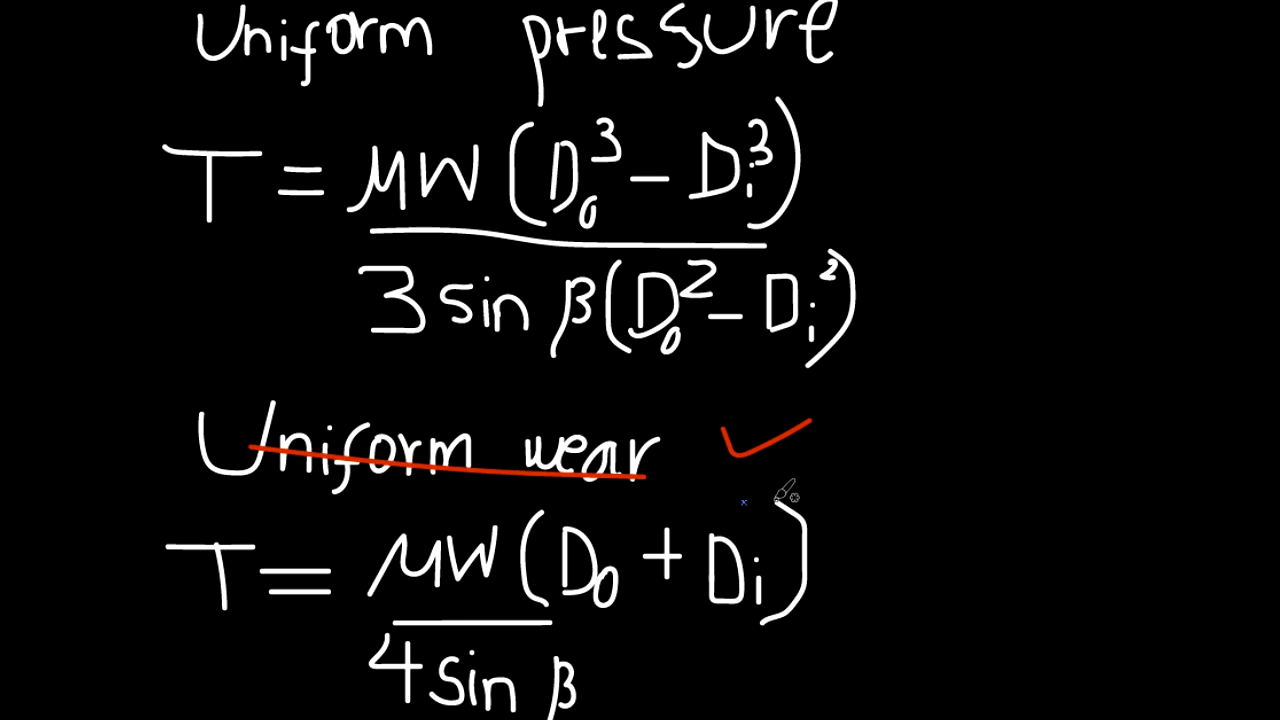 Uniform pressure
T = μW (D₀³ - Dᵢ³)
3 sin β (D₀² - Dᵢ²)
Uniform wear ✓
T = μW (D₀ + Dᵢ)
4 sin β